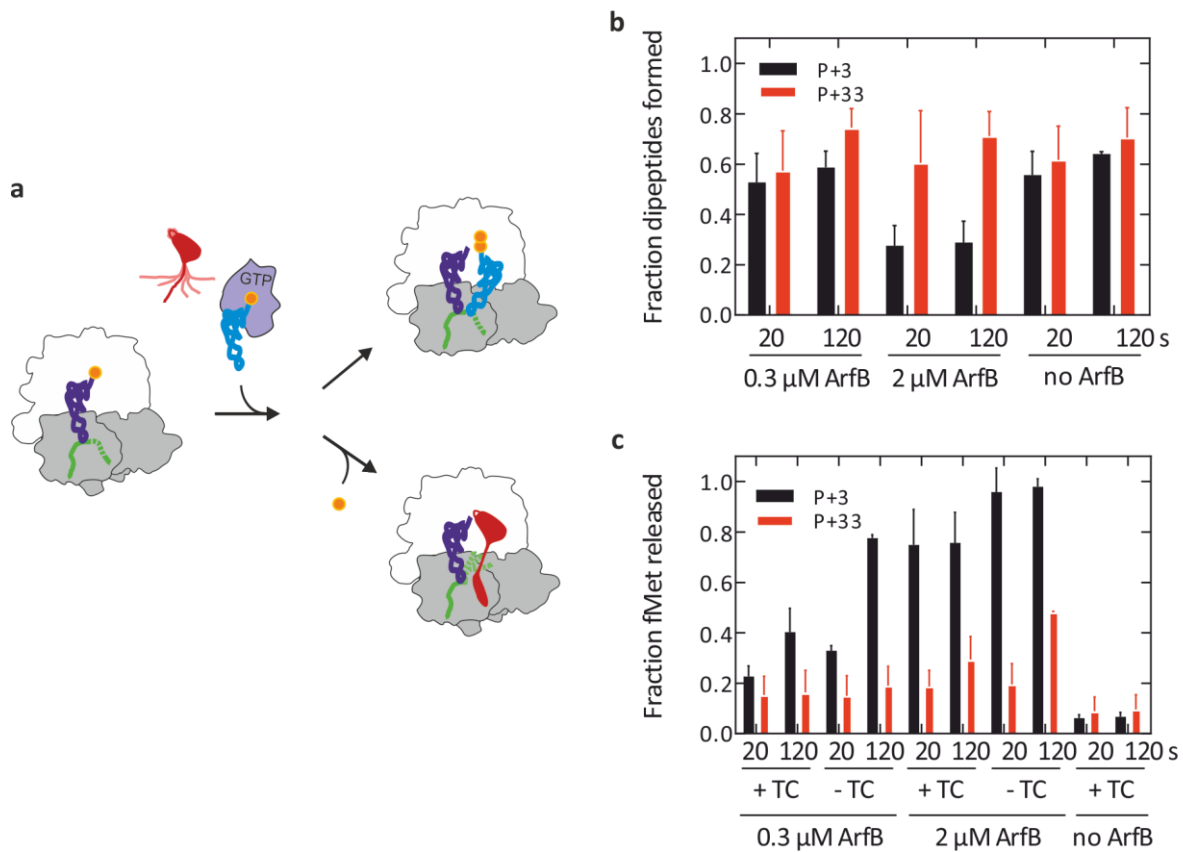 a
GTP
b
Fraction dipeptides formed
1.0
0.8
0.6
0.4
0.2
0.0
P+3
P+33
20 120 20 120 20 120 s
0.3 µM ArfB 2 µM ArfB no ArfB
c
Fraction fMet released
1.0
0.8
0.6
0.4
0.2
0.0
P+3
P+33
20 120 20 120 20 120 20 120 20 120 s
+ TC - TC + TC - TC + TC
0.3 µM ArfB 2 µM ArfB no ArfB